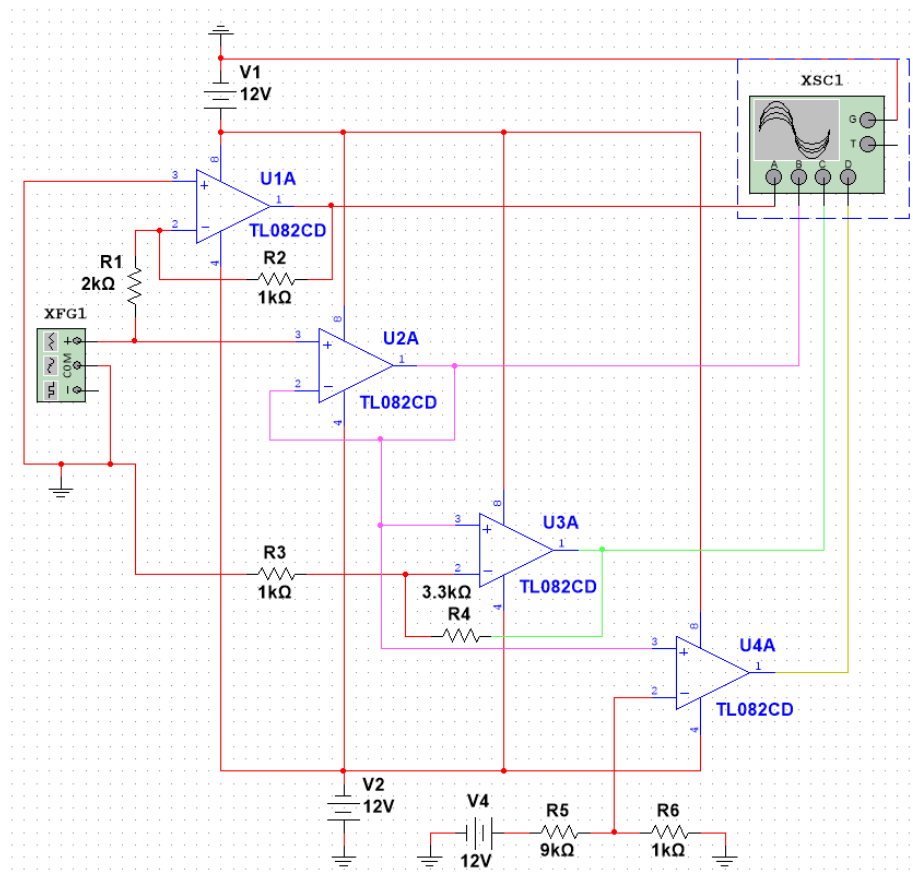 V1
12V
XSC1
G
T
A B C D
8
3
U1A
1
2
TL082CD
4
R1
2kΩ
R2
1kΩ
XFG1
COM
8
3
U2A
1
2
TL082CD
4
8
3
U3A
1
R3
1kΩ
2
3.3kΩ
TL082CD
R4
4
8
3
U4A
1
2
TL082CD
4
V2
12V
V4
12V
R5
9kΩ
R6
1kΩ